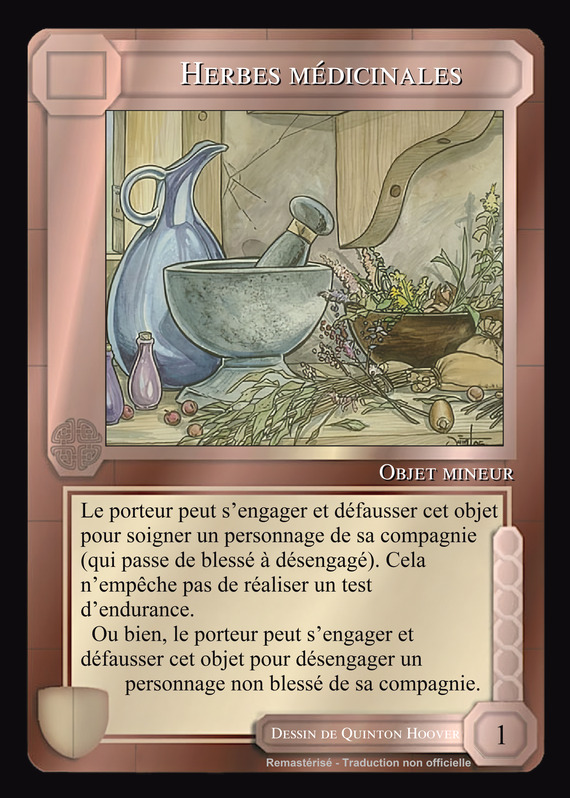 Herbes médicinales
Objet mineur
Le porteur peut s'engager et défausser cet objet
pour soigner un personnage de sa compagnie
(qui passe de blessé à désengagé). Cela
n'empêche pas de réaliser un test
d'endurance.
Ou bien, le porteur peut s'engager et
défausser cet objet pour désengager un
personnage non blessé de sa compagnie.
Dessin de Quinton Hoover
1
Remastérisé - Traduction non officielle